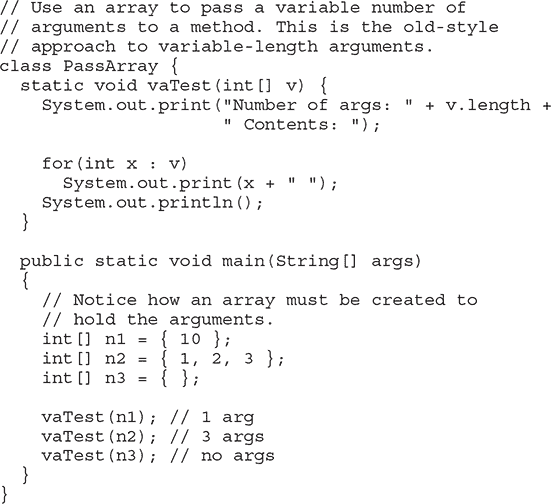 // Use an array to pass a variable number of
// arguments to a method. This is the old-style
// approach to variable-length arguments.
class PassArray {
  static void vaTest(int[] v) {
    System.out.print("Number of args: " + v.length +
                     " Contents: ");

    for(int x : v)
      System.out.print(x + " ");
    System.out.println();
  }

  public static void main(String[] args)
  {
    // Notice how an array must be created to
    // hold the arguments.
    int[] n1 = { 10 };
    int[] n2 = { 1, 2, 3 };
    int[] n3 = { };

    vaTest(n1); // 1 arg
    vaTest(n2); // 3 args
    vaTest(n3); // no args
  }
}